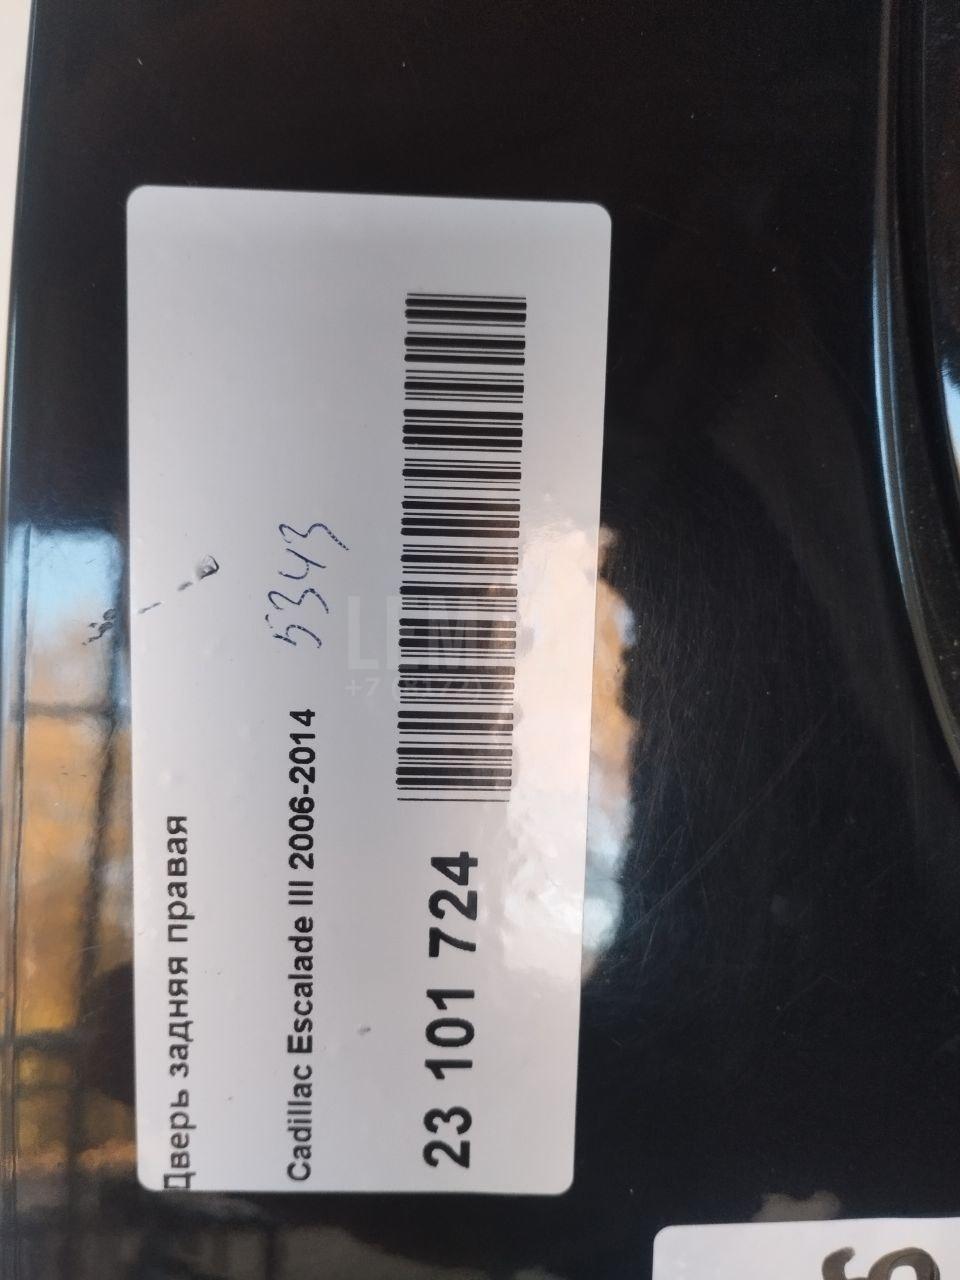 Дверь задняя правая
Cadillac Escalade III 2006-2014 5343
23 101 724